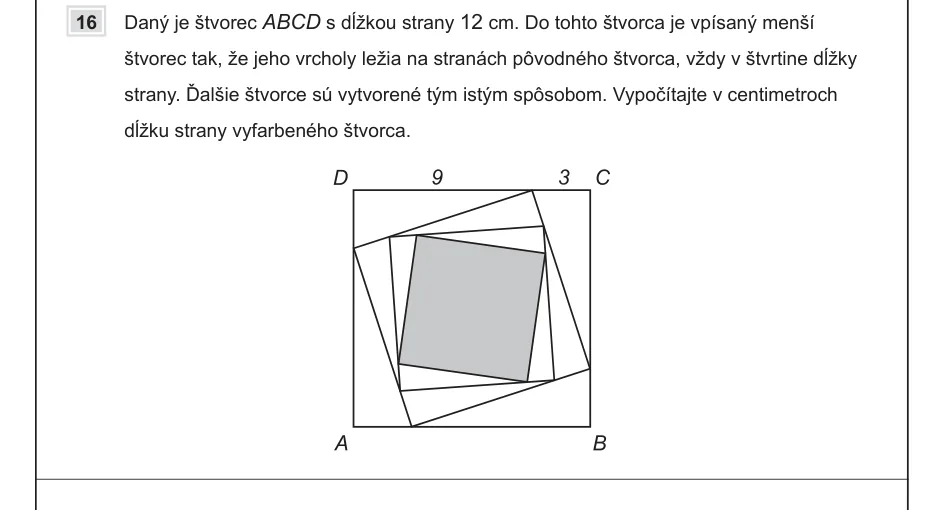 16 Daný je štvorec ABCD s dĺžkou strany 12 cm. Do tohto štvorca je vpísaný menší
štvorec tak, že jeho vrcholy ležia na stranách pôvodného štvorca, vždy v štvrtine dĺžky
strany. Ďalšie štvorce sú vytvorené tým istým spôsobom. Vypočítajte v centimetroch
dĺžku strany vyfarbeného štvorca.
D 9 3 C
A B